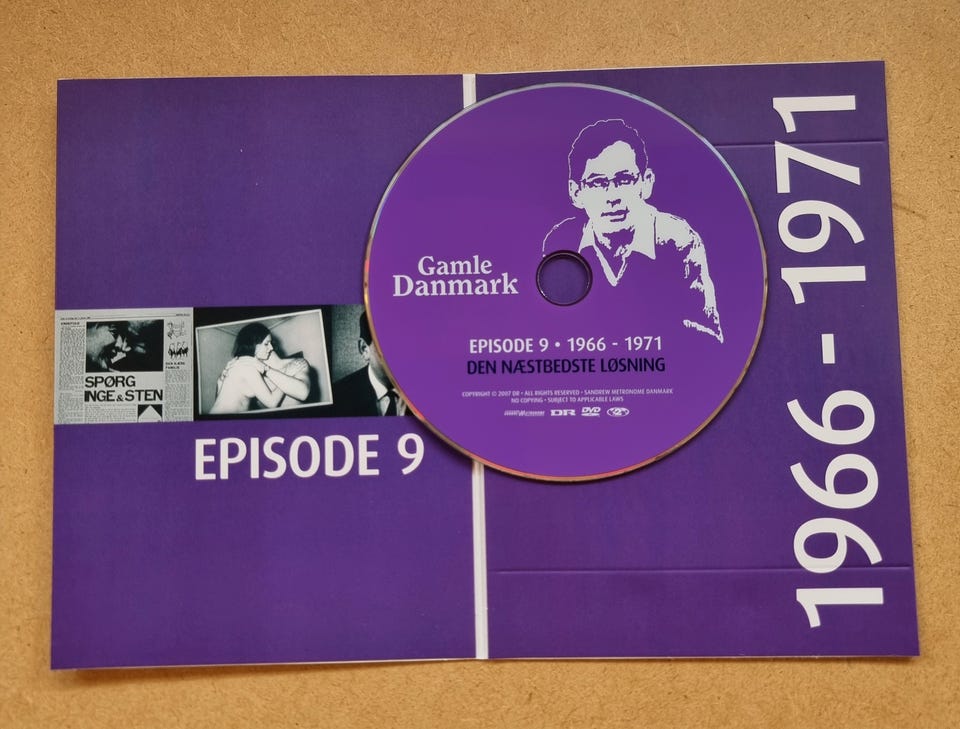 SPØRG
INGE & STEN
EPISODE 9
Gamle
Danmark
EPISODE 9 • 1966 - 1971
DEN NÆSTBEDSTE LØSNING
COPYRIGHT © 2007 DR • ALL RIGHTS RESERVED • SANDREW METRONOME DANMARK
NO COPYING • SUBJECT TO APPLICABLE LAWS
DR DVD
1966 - 1971